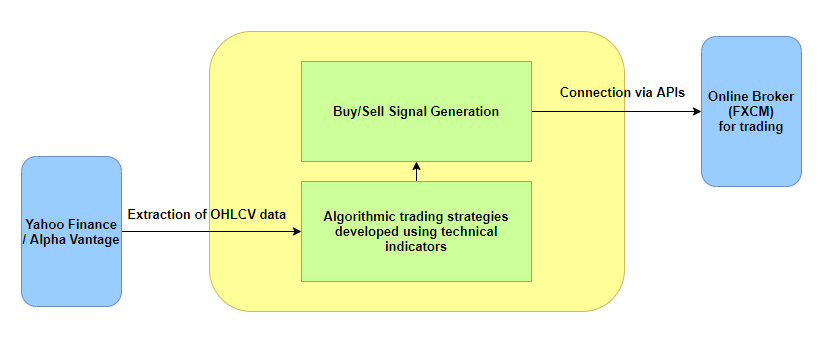 Buy/Sell Signal Generation
Connection via APIs
Online Broker
(FXCM)
for trading
Yahoo Finance
/ Alpha Vantage
Extraction of OHLCV data
Algorithmic trading strategies
developed using technical
indicators